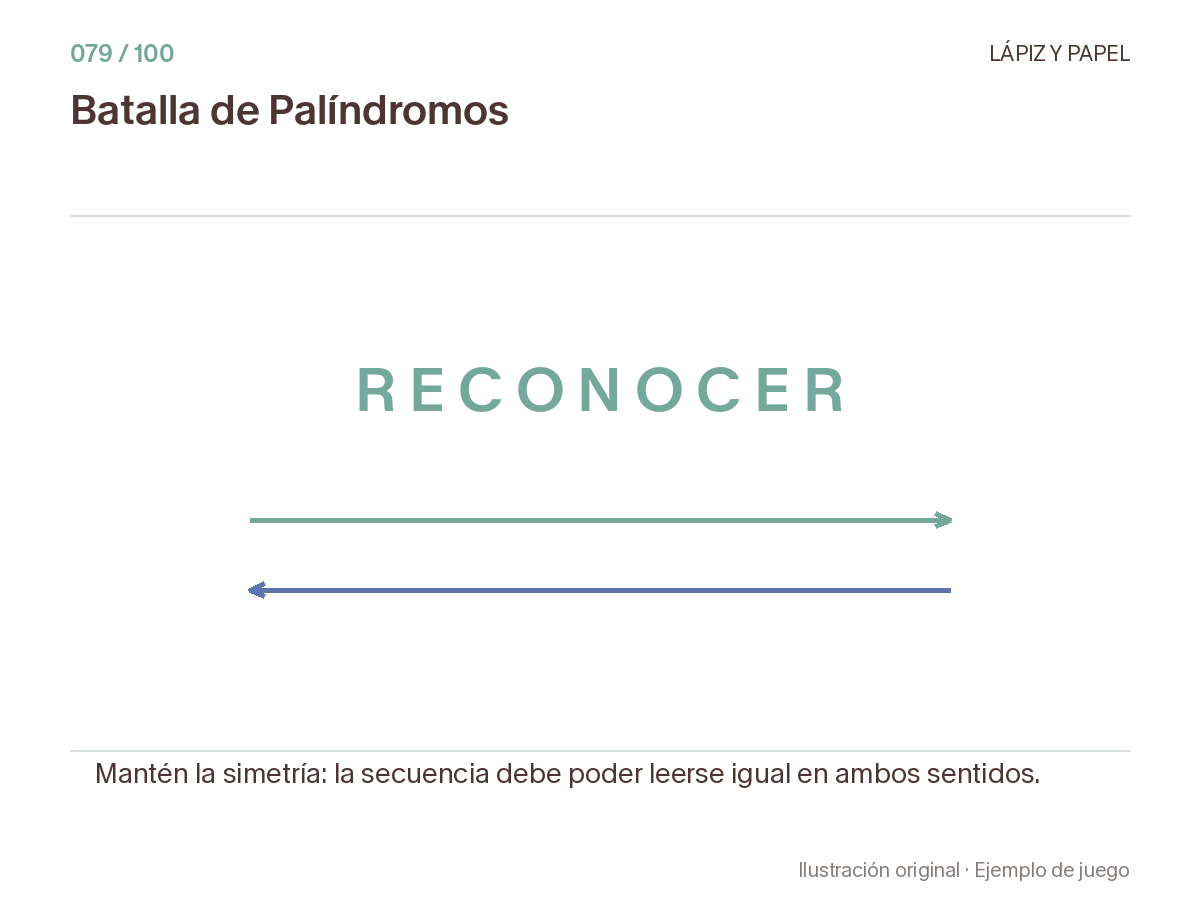 079 / 100
LÁPIZ Y PAPEL
Batalla de Palíndromos
RECONOCER
Mantén la simetría: la secuencia debe poder leerse igual en ambos sentidos.
Ilustración original · Ejemplo de juego